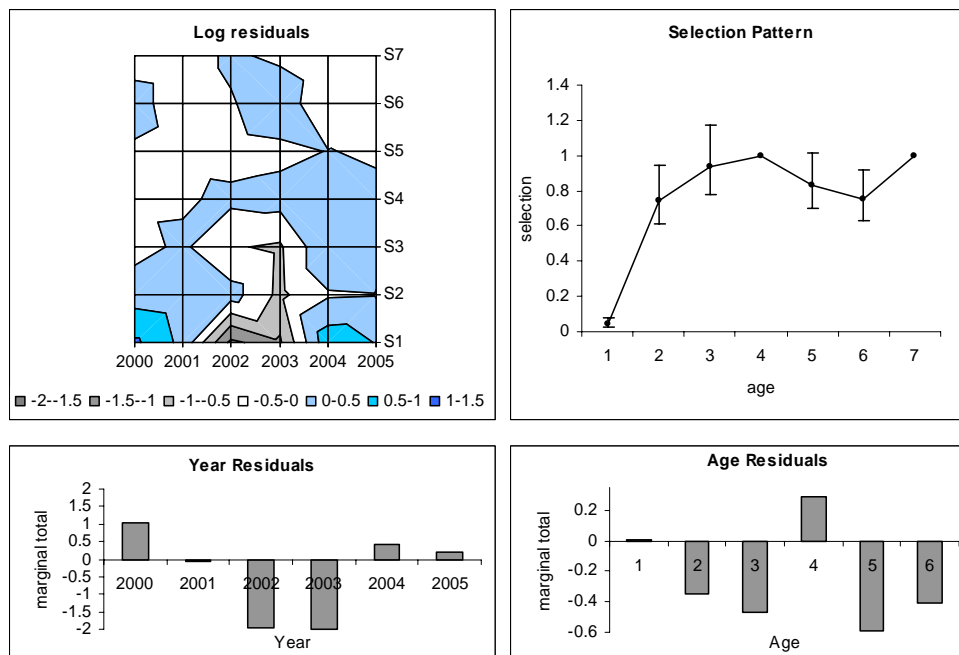 Log residuals
S7
S6
S5
S4
S3
S2
S1
2000 2001 2002 2003 2004 2005
-2--1.5 -1.5--1 -1--0.5 -0.5-0 0-0.5 0.5-1 1-1.5
Selection Pattern
selection
1.4
1.2
1
0.8
0.6
0.4
0.2
0
1 2 3 4 5 6 7
age
Year Residuals
marginal total
2
1.5
1
0.5
0
-0.5
-1
-1.5
-2
2000 2001 2002 2003 2004 2005
Year
Age Residuals
marginal total
0.2
0
-0.2
-0.4
-0.6
1 2 3 4 5 6
Age